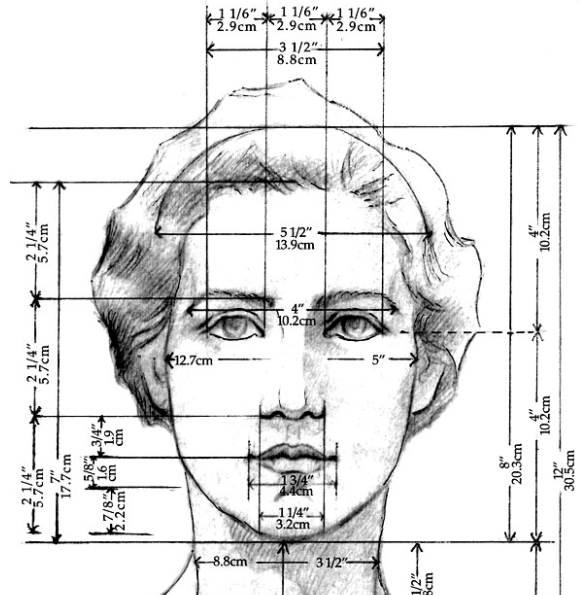 1 1/6″ 1 1/6″ 1 1/6″
2.9cm 2.9cm 2.9cm
3 1/2″
8.8cm
5 1/2″
13.9cm
4″
10.2cm
12.7cm 5″
1 3/4″
4.4cm
1 1/4″
3.2cm
8.8cm 3 1/2″
2 1/4″
5.7cm
2 1/4″
5.7cm
2 1/4″
5.7cm
7″
17.7cm
3/4″
1.9
cm
5/8″
1.6
cm
7/8″
2.2cm
4″
10.2cm
4″
10.2cm
8″
20.3cm
12″
30.5cm